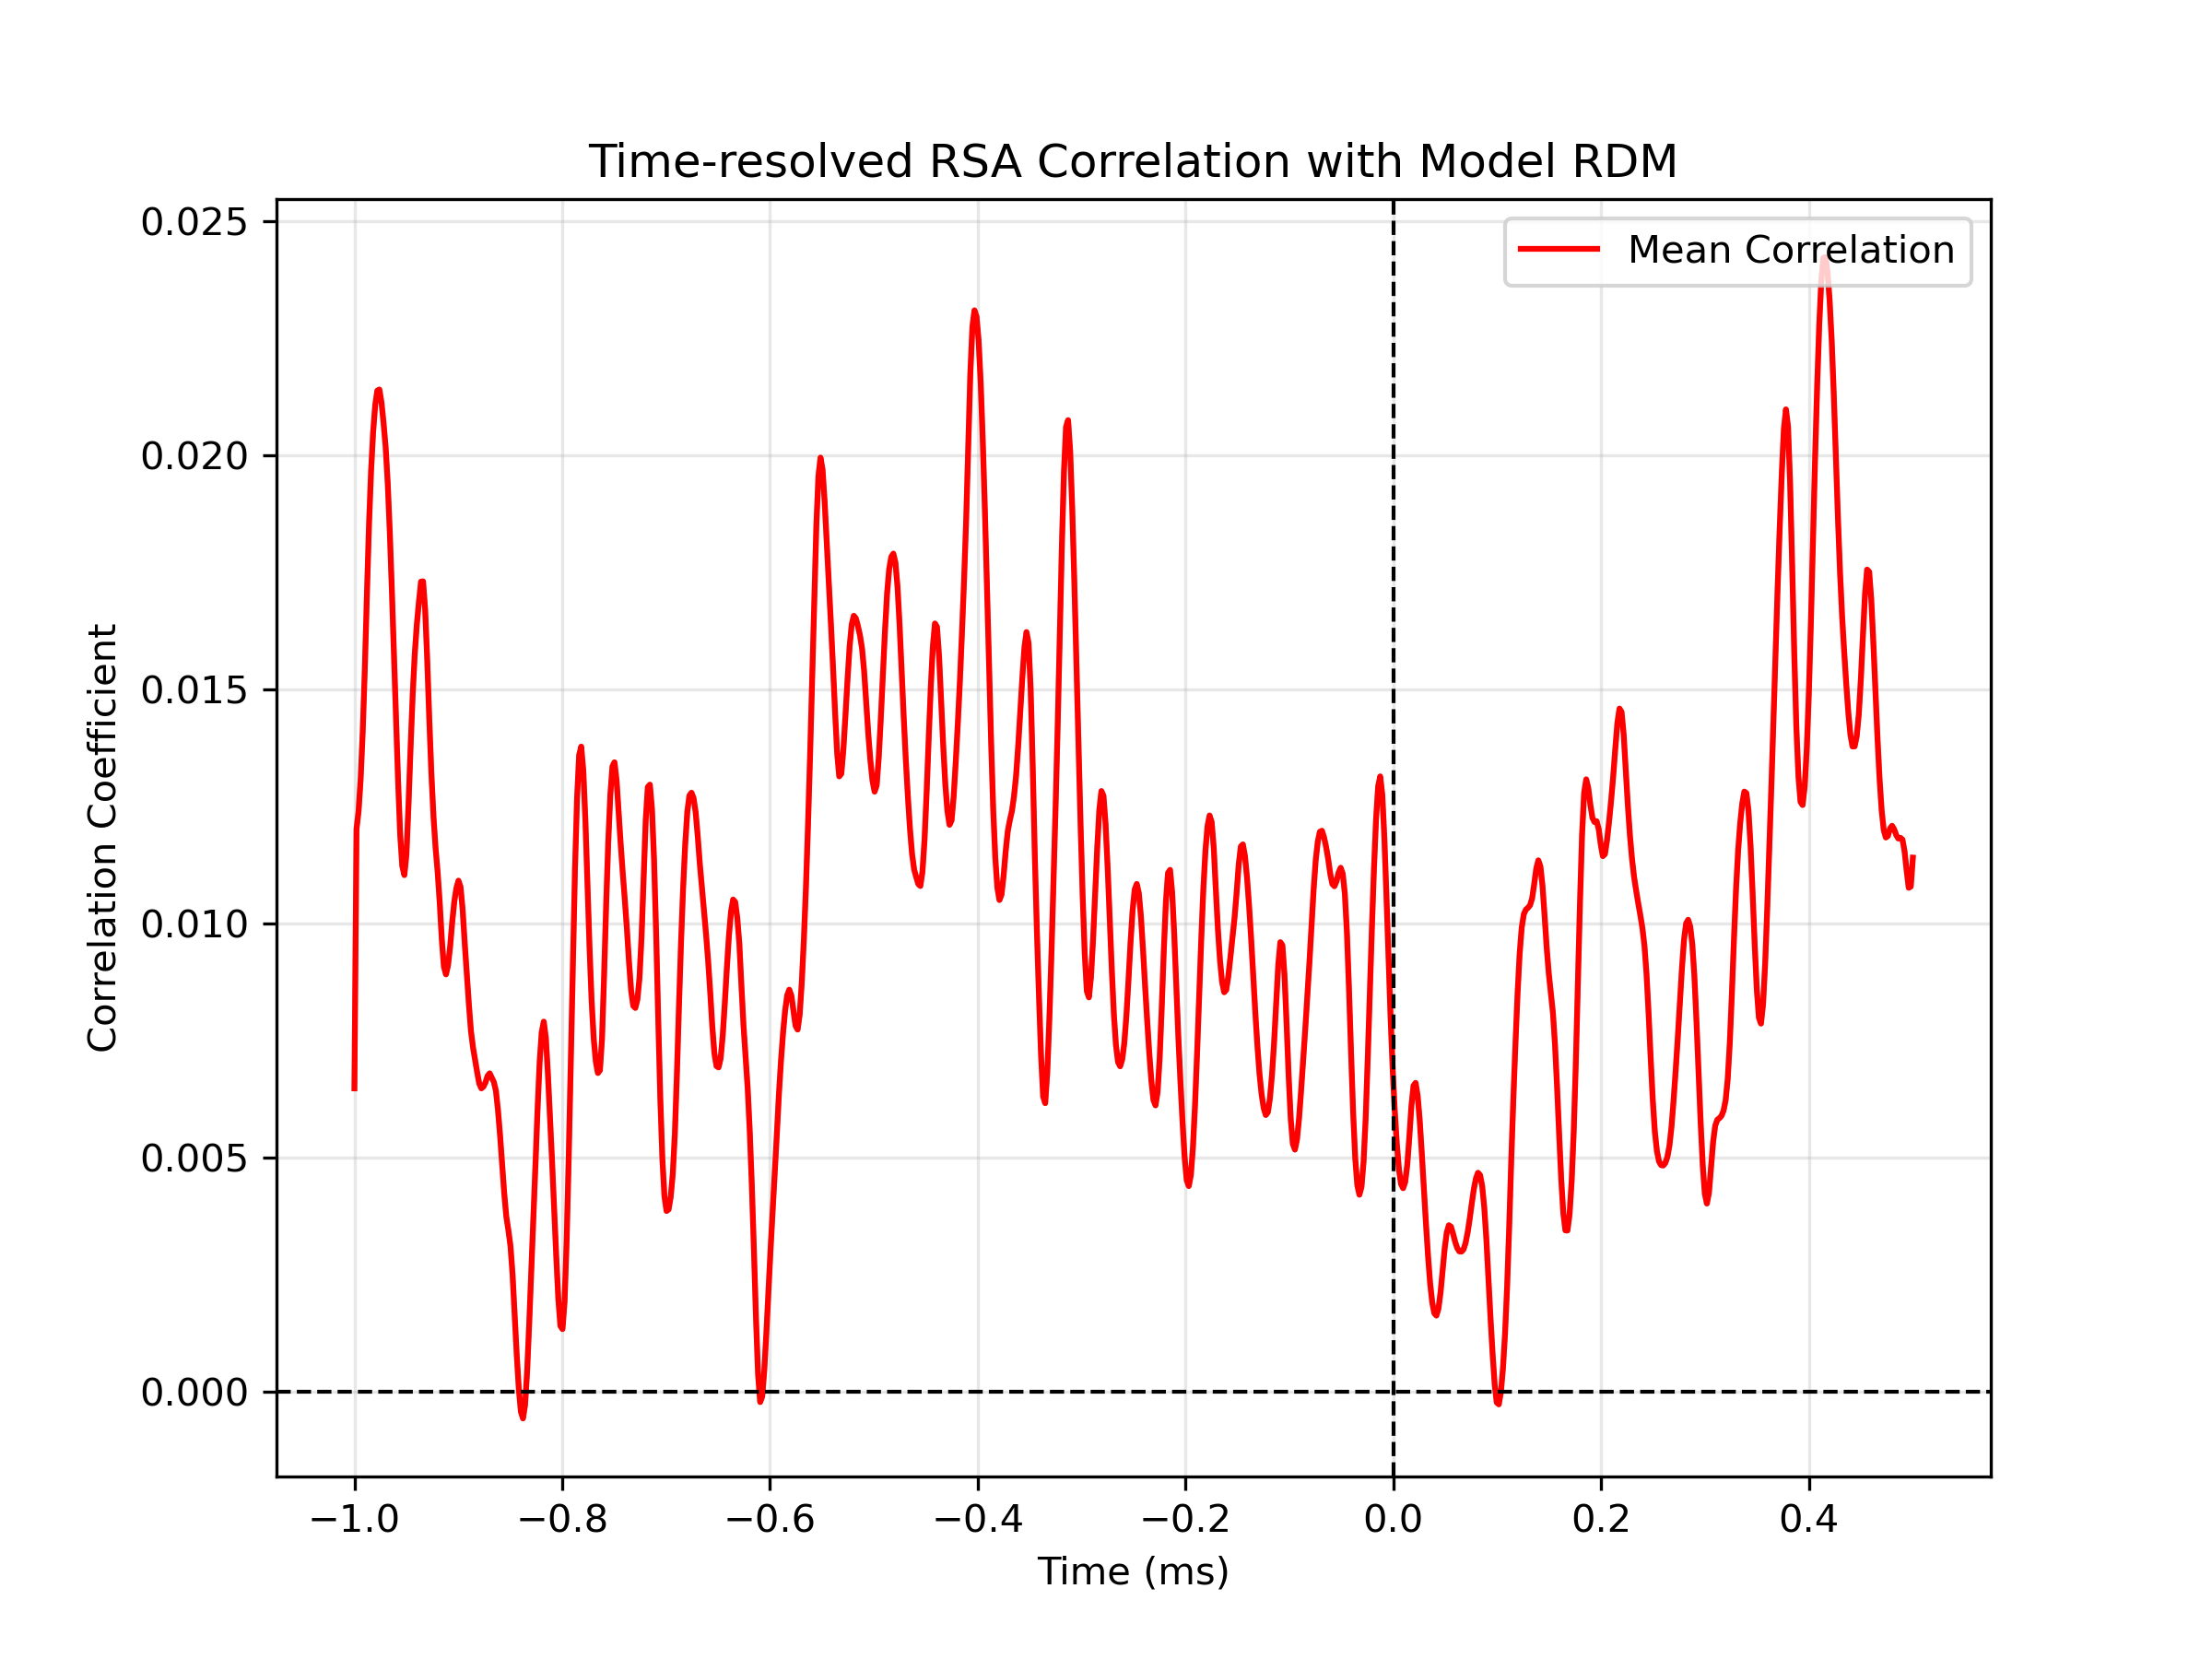 Time-resolved RSA Correlation with Model RDM
Mean Correlation
Correlation Coefficient
0.025
0.020
0.015
0.010
0.005
0.000
−1.0 −0.8 −0.6 −0.4 −0.2 0.0 0.2 0.4
Time (ms)